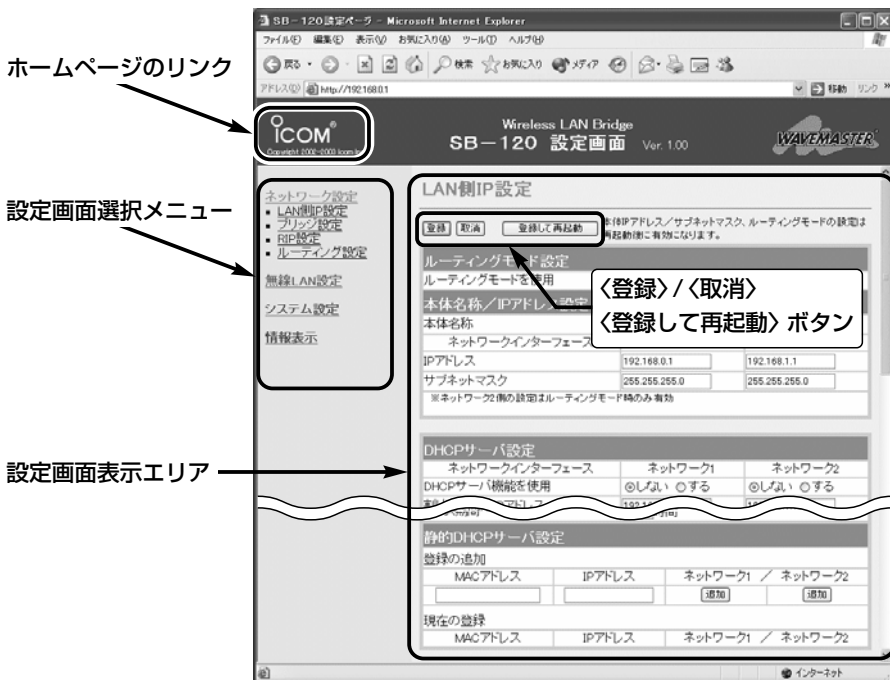 SB-120設定ページ - Microsoft Internet Explorer
ファイル(F) 編集(E) 表示(V) お気に入り(A) ツール(T) ヘルプ(H)
戻る 検索 お気に入り メディア
アドレス(D) http://192.168.0.1 移動 リンク »
ホームページのリンク
ICOM®
Copyright 2002-2003 Icom Inc.
Wireless LAN Bridge
SB-120 設定画面 Ver. 1.00
WAVEMASTER
設定画面選択メニュー
ネットワーク設定
LAN側IP設定
ブリッジ設定
RIP設定
ルーティング設定
無線LAN設定
システム設定
情報表示
設定画面表示エリア
LAN側IP設定
登録 取消 登録して再起動
本体IPアドレス/サブネットマスク、ルーティングモードの設定は
再起動後に有効になります。
〈登録〉/〈取消〉
〈登録して再起動〉ボタン
ルーティングモード設定
ルーティングモードを使用
本体名称/IPアドレス設定
本体名称
ネットワークインターフェース
IPアドレス 192.168.0.1 192.168.1.1
サブネットマスク 255.255.255.0 255.255.255.0
※ネットワーク2側の設定はルーティングモード時のみ有効
DHCPサーバ設定
ネットワークインターフェース ネットワーク1 ネットワーク2
DHCPサーバ機能を使用 しない する しない する
静的DHCPサーバ設定
登録の追加
MACアドレス IPアドレス ネットワーク1 / ネットワーク2
追加 追加
現在の登録
MACアドレス IPアドレス ネットワーク1 / ネットワーク2
インターネット